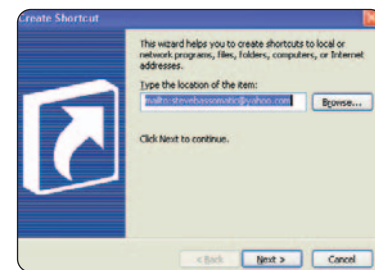 Create Shortcut
This wizard helps you to create shortcuts to local or
network programs, files, folders, computers, or Internet
addresses.
Type the location of the item:
mailto:stevebassomatic@yahoo.com
Browse...
Click Next to continue.
< Back
Next >
Cancel